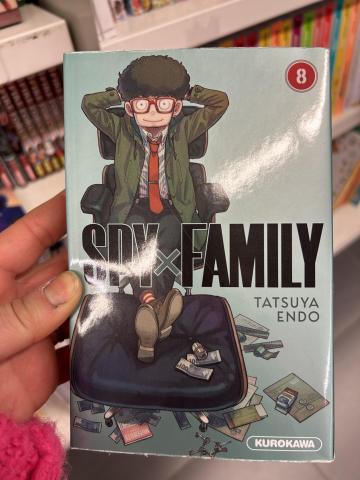 8
SPY×FAMILY
TATSUYA
ENDO
KUROKAWA